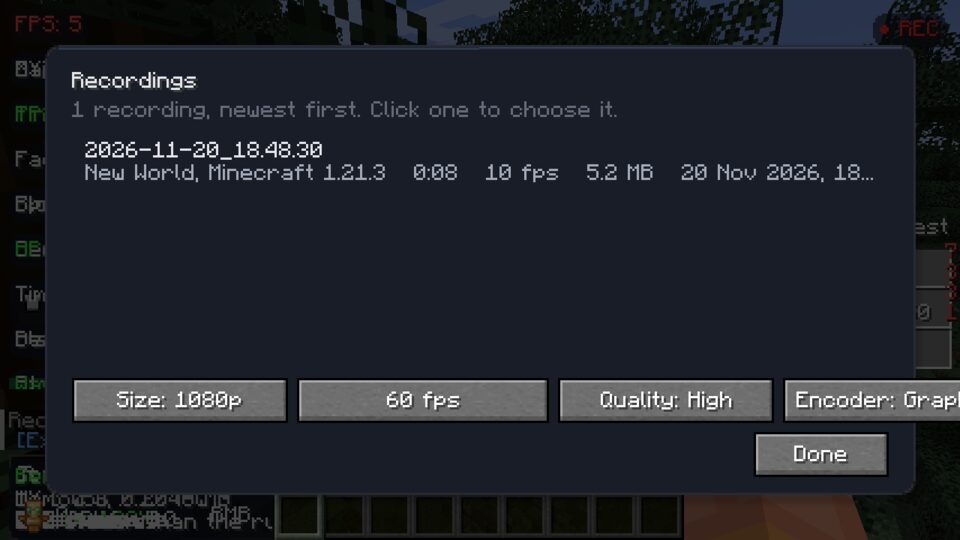 FPS: 5
REC
Recordings
1 recording, newest first. Click one to choose it.
2026-11-20_18.48.30
New World, Minecraft 1.21.3 0:08 10 fps 5.2 MB 20 Nov 2026, 18...
Size: 1080p
60 fps
Quality: High
Encoder: Grap
Done